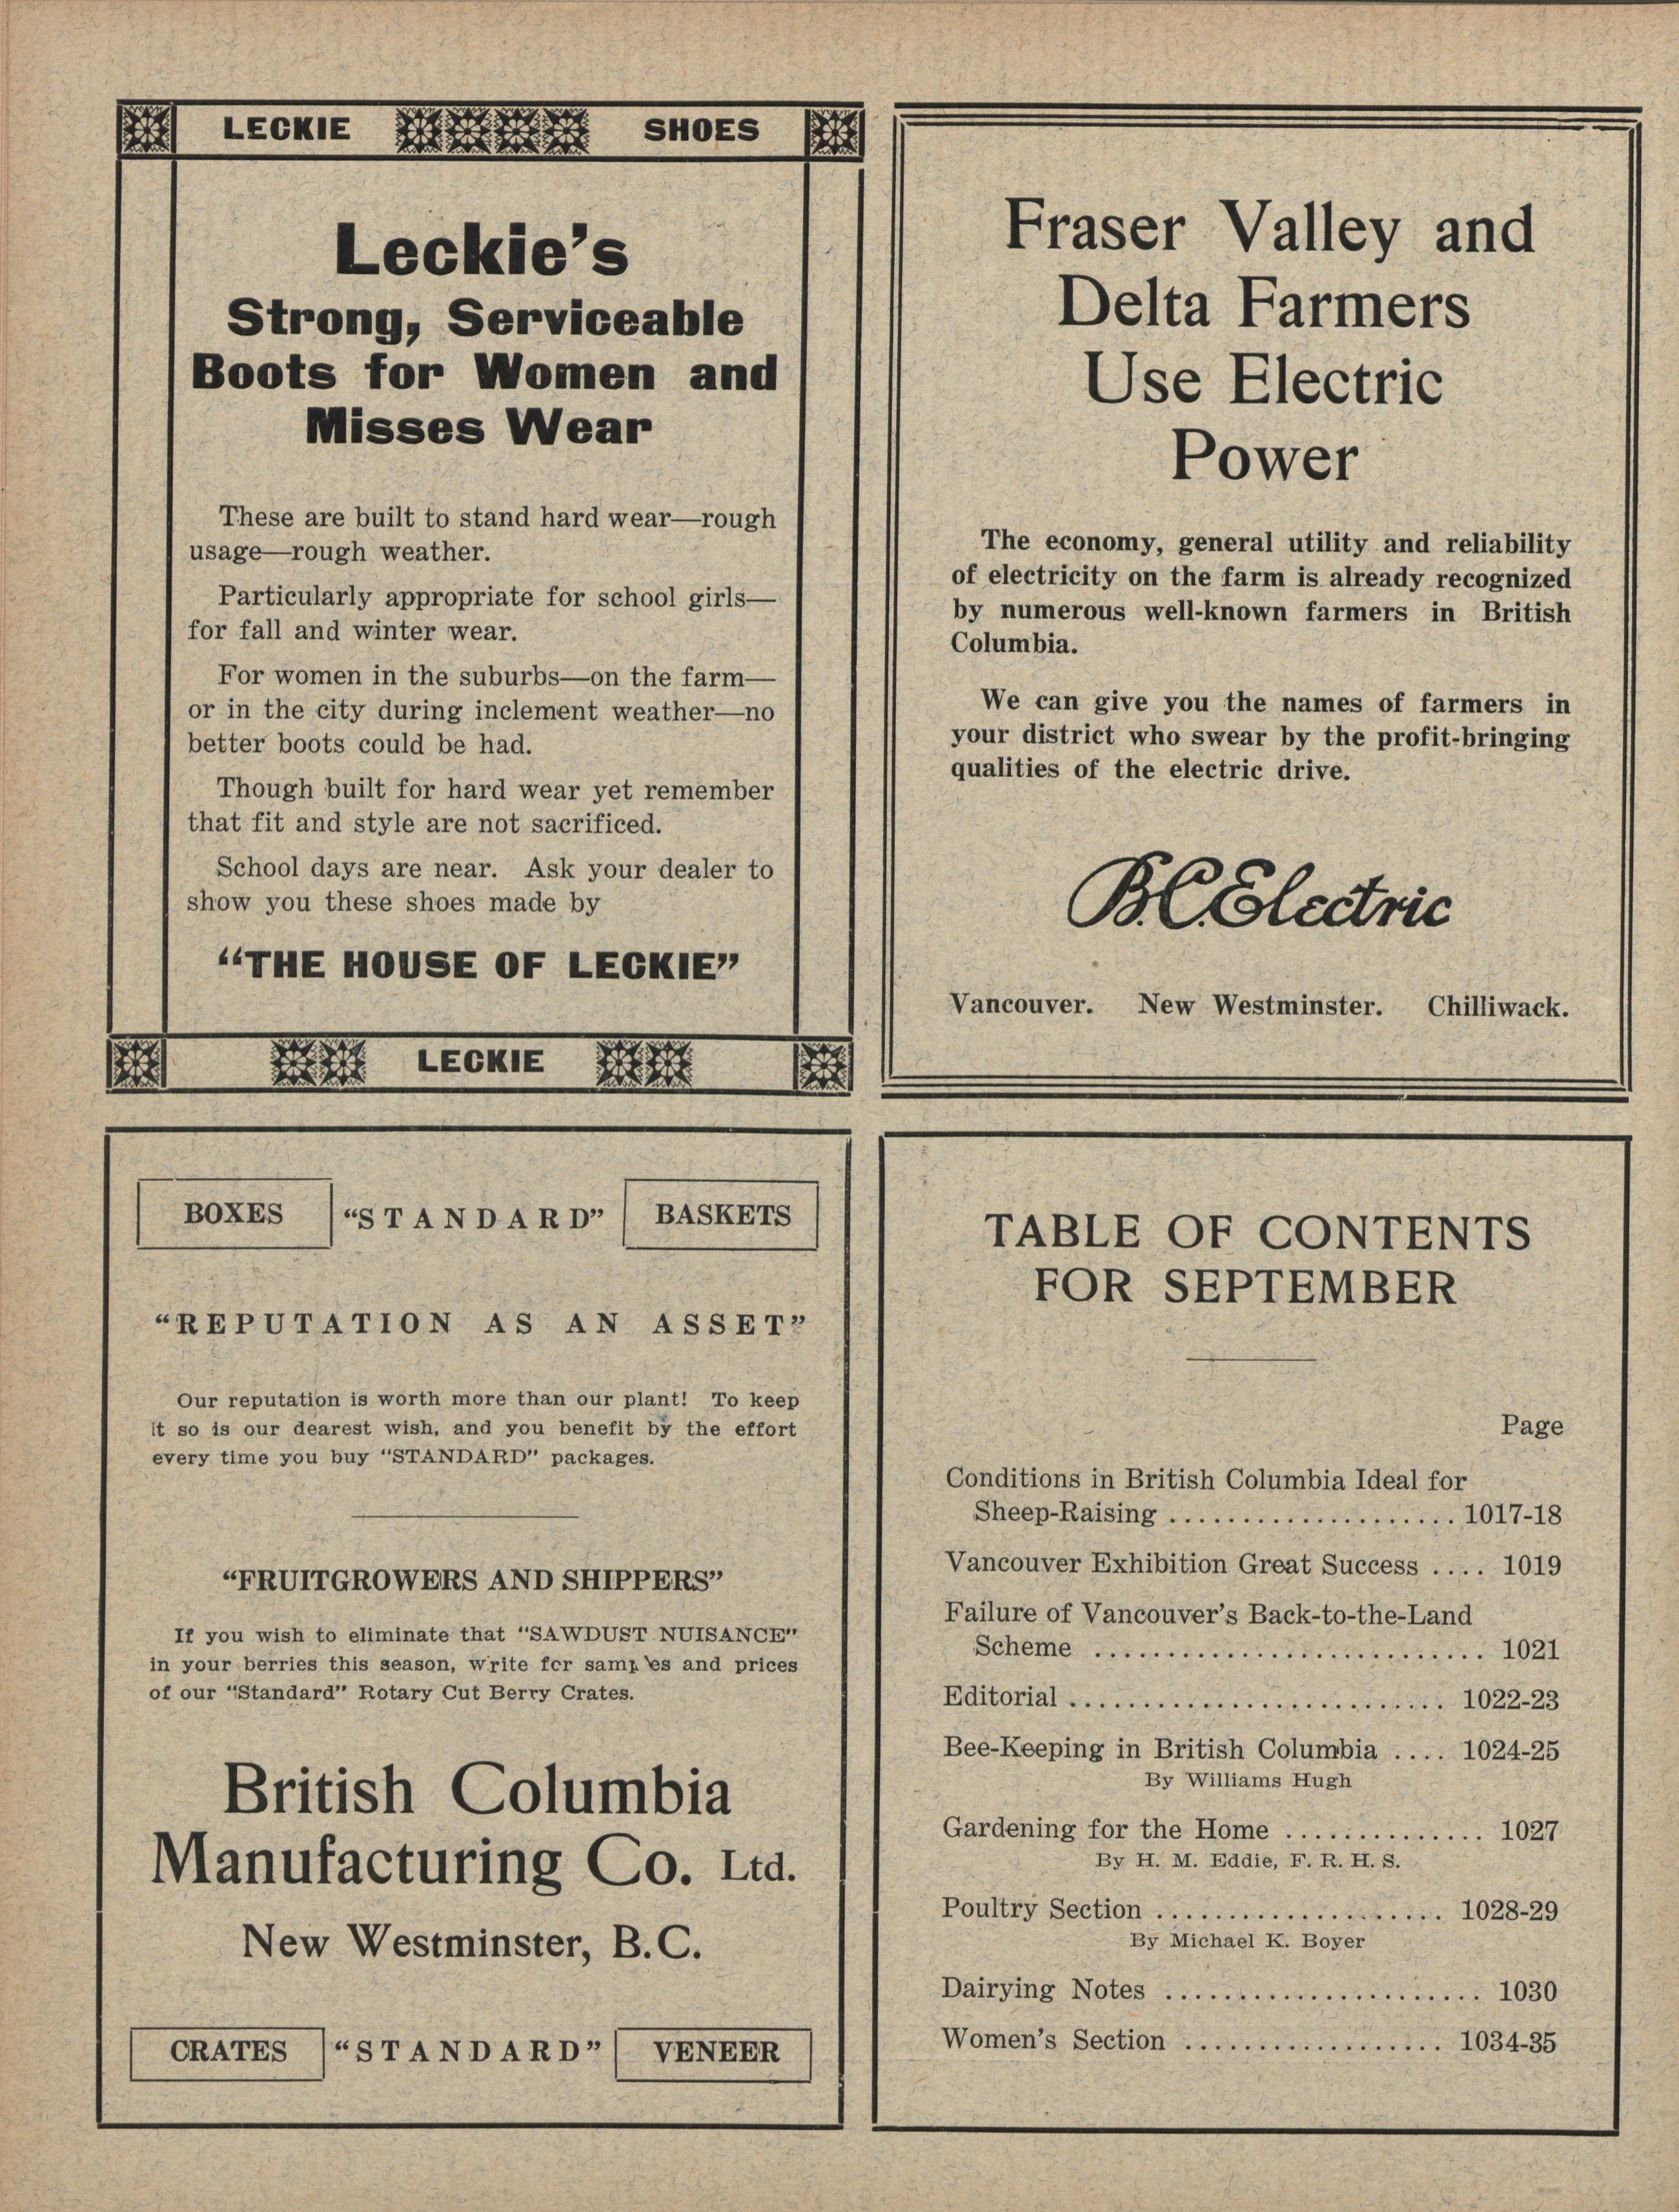 LECKIE SHOES
Leckie's
Strong, Serviceable
Boots for Women and
Misses Wear
These are built to stand hard wear—rough
usage—rough weather.
Particularly appropriate for school girls—
for fall and winter wear.
For women in the suburbs—on the farm—
or in the city during inclement weather—no
better boots could be had.
Though built for hard wear yet remember
that fit and style are not sacrificed.
School days are near. Ask your dealer to
show you these shoes made by
"THE HOUSE OF LECKIE"
LECKIE
Fraser Valley and
Delta Farmers
Use Electric
Power
The economy, general utility and reliability
of electricity on the farm is already recognized
by numerous well-known farmers in British
Columbia.
We can give you the names of farmers in
your district who swear by the profit-bringing
qualities of the electric drive.
B.C. Electric
Vancouver. New Westminster. Chilliwack.
BOXES "STANDARD" BASKETS
"REPUTATION AS AN ASSET"
Our reputation is worth more than our plant! To keep
it so is our dearest wish, and you benefit by the effort
every time you buy "STANDARD" packages.
"FRUITGROWERS AND SHIPPERS"
If you wish to eliminate that "SAWDUST NUISANCE"
in your berries this season, write for samples and prices
of our "Standard" Rotary Cut Berry Crates.
British Columbia
Manufacturing Co. Ltd.
New Westminster, B.C.
CRATES "STANDARD" VENEER
TABLE OF CONTENTS
FOR SEPTEMBER
Page
Conditions in British Columbia Ideal for
Sheep-Raising .................... 1017-18
Vancouver Exhibition Great Success .... 1019
Failure of Vancouver's Back-to-the-Land
Scheme ........................... 1021
Editorial .......................... 1022-23
Bee-Keeping in British Columbia .... 1024-25
By Williams Hugh
Gardening for the Home .............. 1027
By H. M. Eddie, F. R. H. S.
Poultry Section .................... 1028-29
By Michael K. Boyer
Dairying Notes ...................... 1030
Women's Section .................. 1034-35